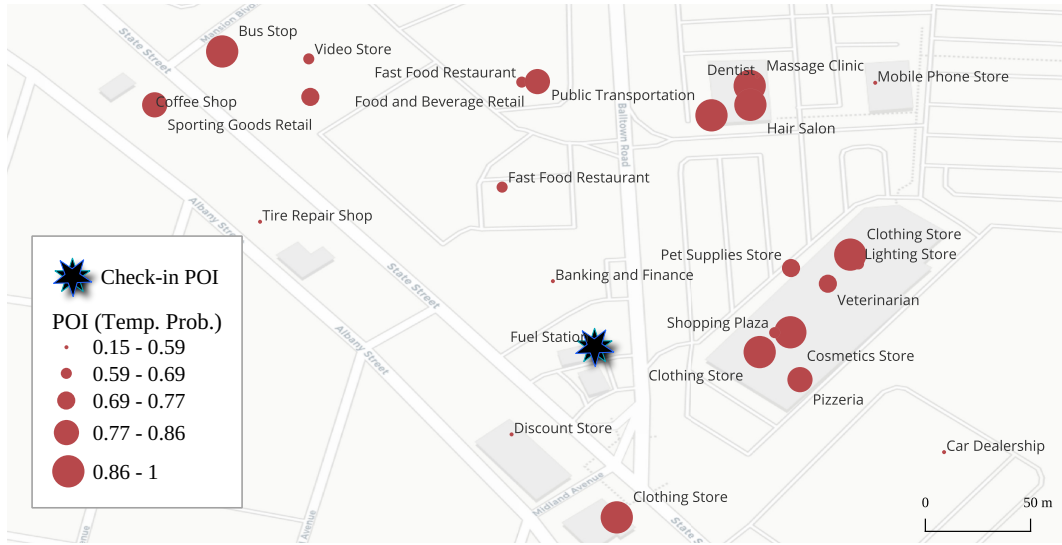 Mansion Blvd
State Street
Bus Stop
Video Store
Fast Food Restaurant
Food and Beverage Retail
Public Transportation
Dentist
Massage Clinic
Mobile Phone Store
Coffee Shop
Sporting Goods Retail
Hair Salon
Balltown Road
Fast Food Restaurant
Albany Street
Tire Repair Shop
Clothing Store
Lighting Store
Pet Supplies Store
Veterinarian
Banking and Finance
State Street
Check-in POI
POI (Temp. Prob.)
0.15 - 0.59
0.59 - 0.69
0.69 - 0.77
0.77 - 0.86
0.86 - 1
Albany Street
Fuel Station
Shopping Plaza
Cosmetics Store
Clothing Store
Pizzeria
Discount Store
Car Dealership
Midland Avenue
Clothing Store
State S
Avenue
0
50 m